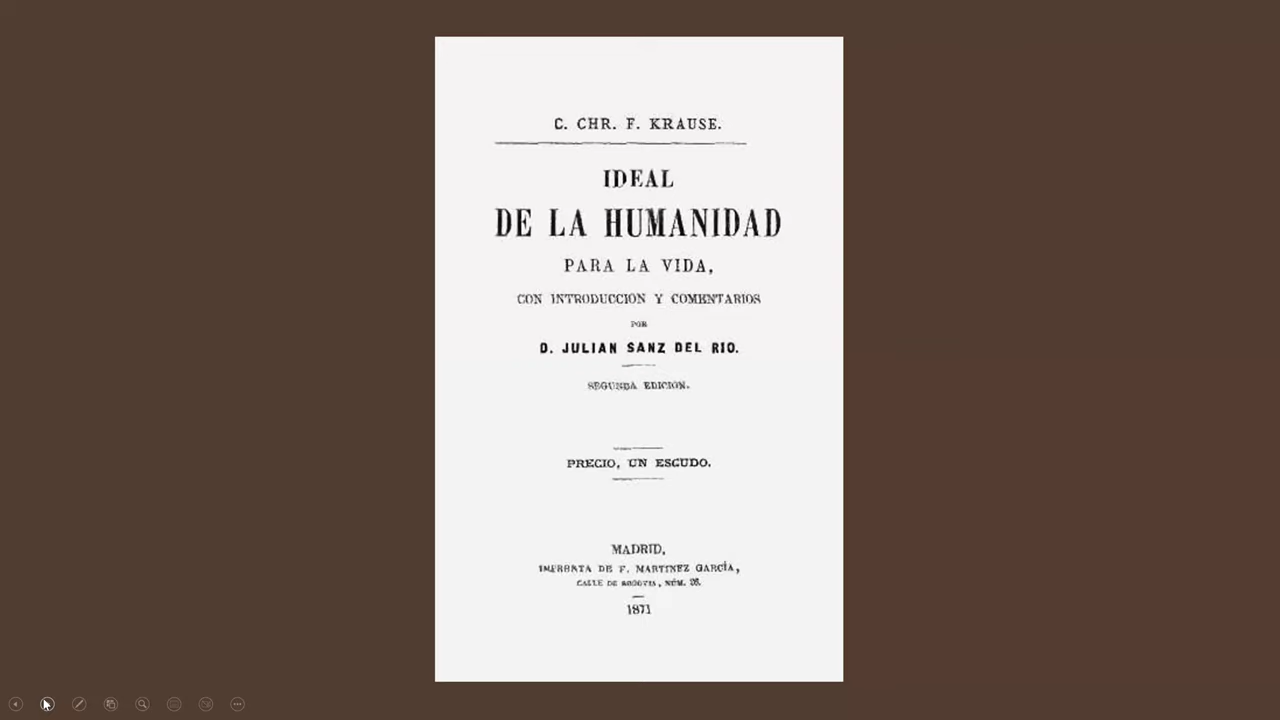 C. CHR. F. KRAUSE.
IDEAL
DE LA HUMANIDAD
PARA LA VIDA,
CON INTRODUCCION Y COMENTARIOS
POR
D. JULIAN SANZ DEL RIO.
SEGUNDA EDICION.
PRECIO, UN ESCUDO.
MADRID,
IMPRENTA DE F. MARTINEZ GARCÍA,
CALLE DE SEGOVIA, NÚM. 26.
1871